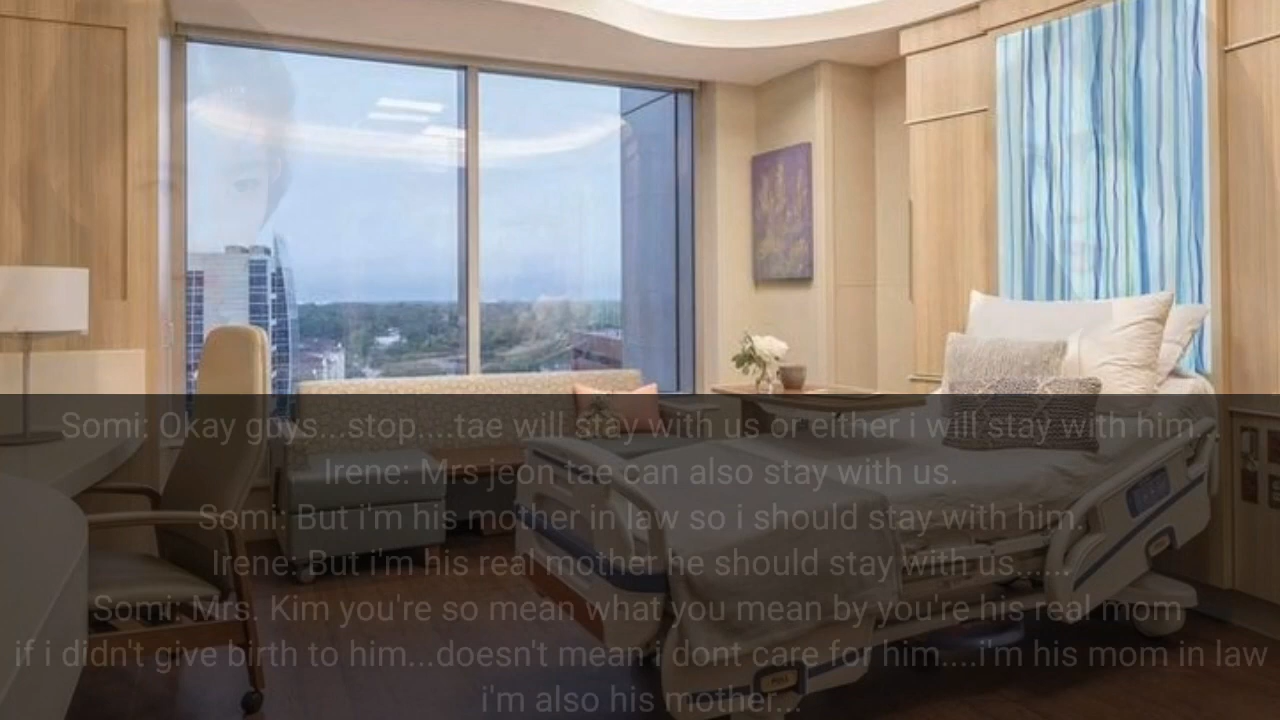 Somi: Okay guys...stop....tae will stay with us or either i will stay with him.
Irene: Mrs jeon tae can also stay with us.
Somi: But i'm his mother in law so i should stay with him.
Irene: But i'm his real mother he should stay with us......
Somi: Mrs. Kim you're so mean what you mean by you're his real mom
if i didn't give birth to him...doesn't mean i dont care for him....i'm his mom in law
i'm also his mother...